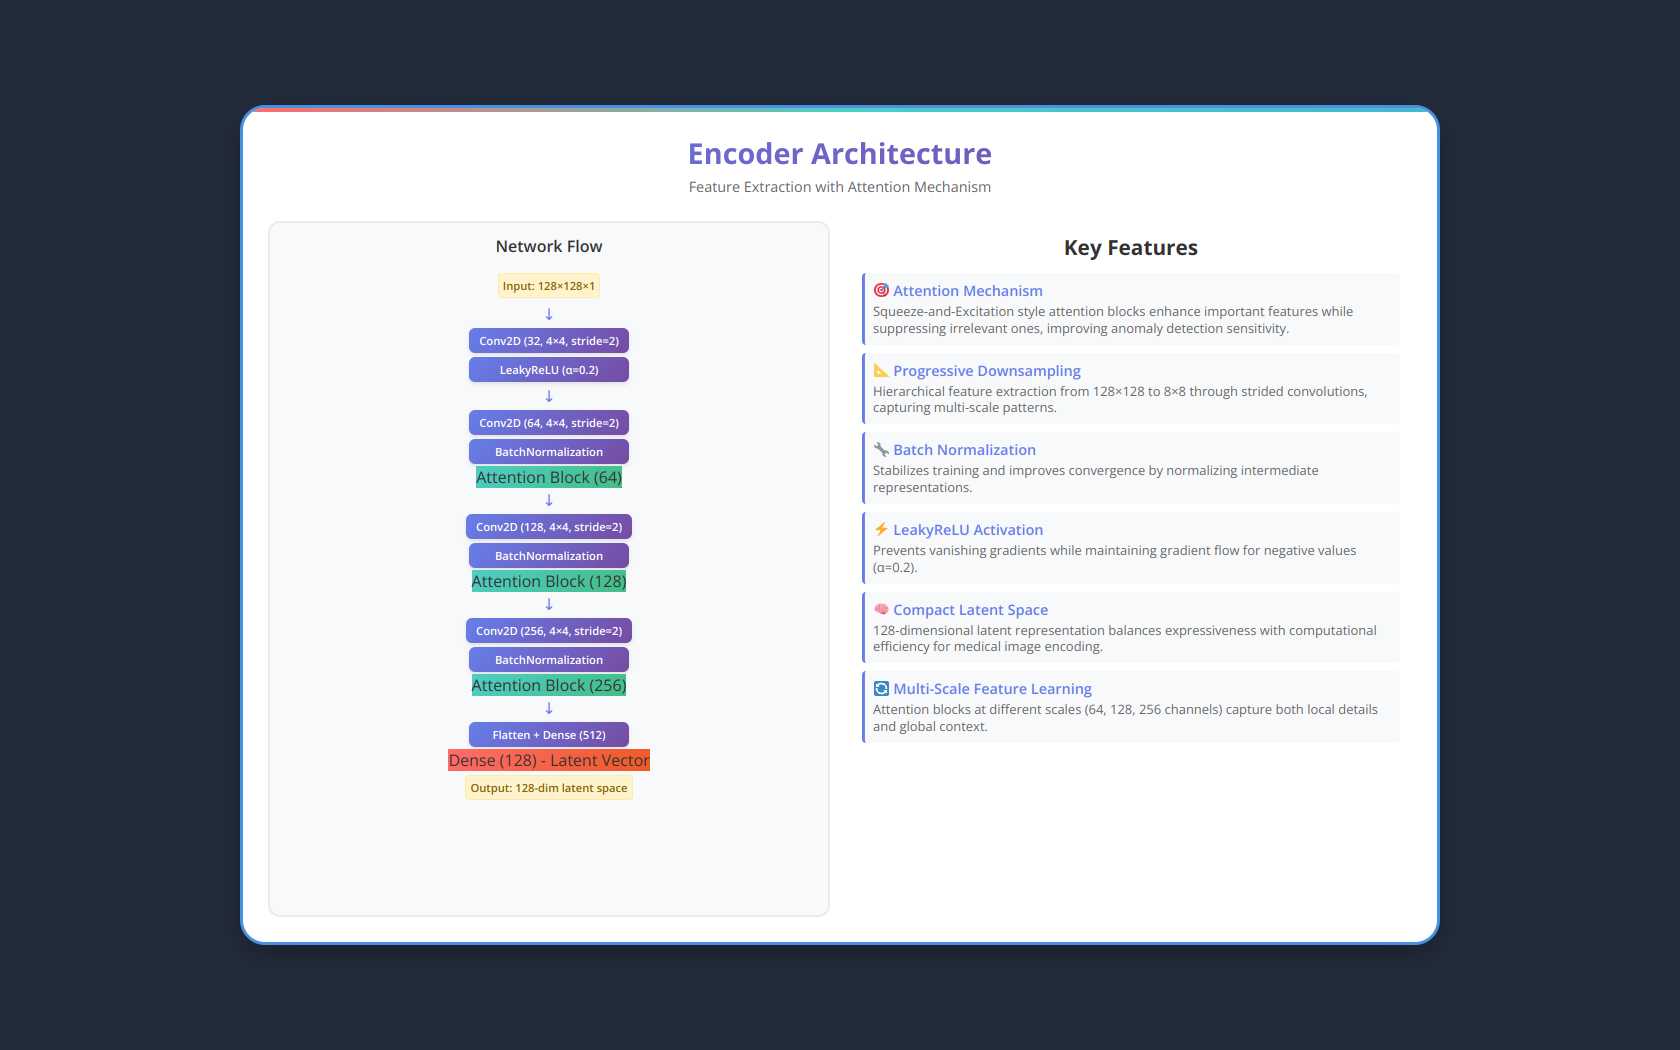 Encoder Architecture
Feature Extraction with Attention Mechanism
Network Flow
Input: 128×128×1
↓
Conv2D (32, 4×4, stride=2)
LeakyReLU (α=0.2)
↓
Conv2D (64, 4×4, stride=2)
BatchNormalization
Attention Block (64)
↓
Conv2D (128, 4×4, stride=2)
BatchNormalization
Attention Block (128)
↓
Conv2D (256, 4×4, stride=2)
BatchNormalization
Attention Block (256)
↓
Flatten + Dense (512)
Dense (128) - Latent Vector
Output: 128-dim latent space
Key Features
🎯 Attention Mechanism
Squeeze-and-Excitation style attention blocks enhance important features while
suppressing irrelevant ones, improving anomaly detection sensitivity.
📐 Progressive Downsampling
Hierarchical feature extraction from 128×128 to 8×8 through strided convolutions,
capturing multi-scale patterns.
🔧 Batch Normalization
Stabilizes training and improves convergence by normalizing intermediate
representations.
⚡ LeakyReLU Activation
Prevents vanishing gradients while maintaining gradient flow for negative values
(α=0.2).
🧠 Compact Latent Space
128-dimensional latent representation balances expressiveness with computational
efficiency for medical image encoding.
🔄 Multi-Scale Feature Learning
Attention blocks at different scales (64, 128, 256 channels) capture both local details
and global context.